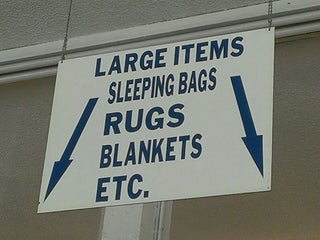 LARGE ITEMS
SLEEPING BAGS
RUGS
BLANKETS
ETC.